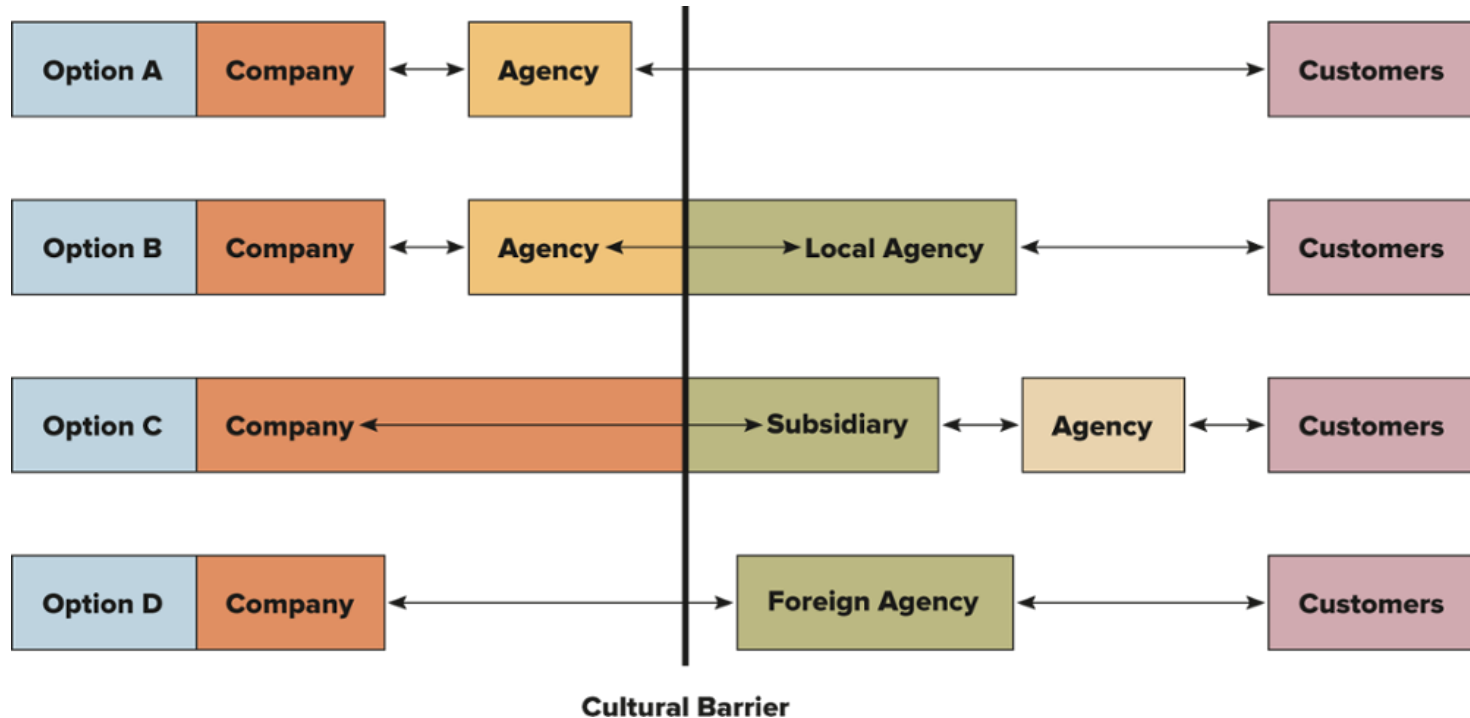 Option A Company Agency Customers
Option B Company Agency Local Agency Customers
Option C Company Subsidiary Agency Customers
Option D Company Foreign Agency Customers
Cultural Barrier